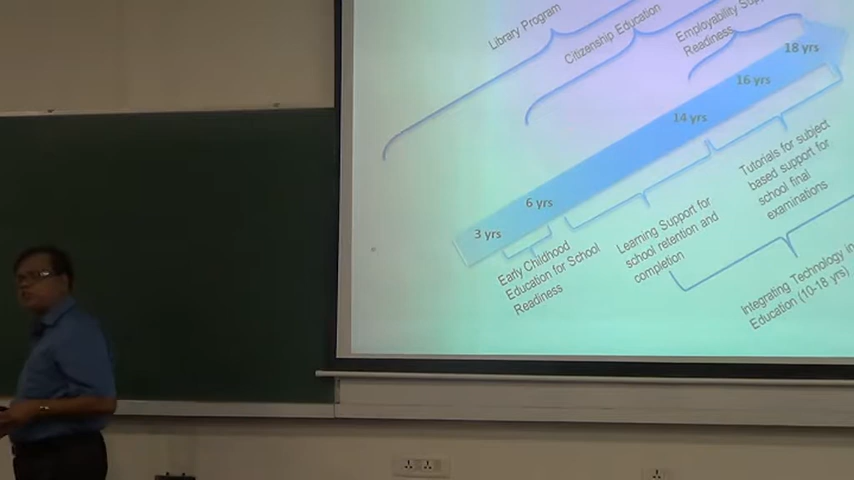 Library Program
Citizenship Education
Employability
Readiness
18 yrs
16 yrs
14 yrs
6 yrs
3 yrs
Early Childhood
Education for School
Readiness
Learning Support for
school retention and
completion
Tutorials for subject
based support for
school final
examinations
Integrating Technology in
Education (10-18 yrs)